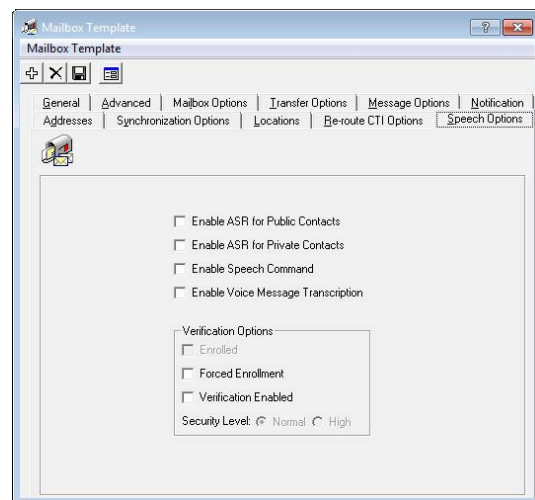 Mailbox Template
Mailbox Template
General Advanced Mailbox Options Transfer Options Message Options Notification
Addresses Synchronization Options Locations Re-route CTI Options Speech Options
Enable ASR for Public Contacts
Enable ASR for Private Contacts
Enable Speech Command
Enable Voice Message Transcription
Verification Options
Enrolled
Forced Enrollment
Verification Enabled
Security Level: Normal High